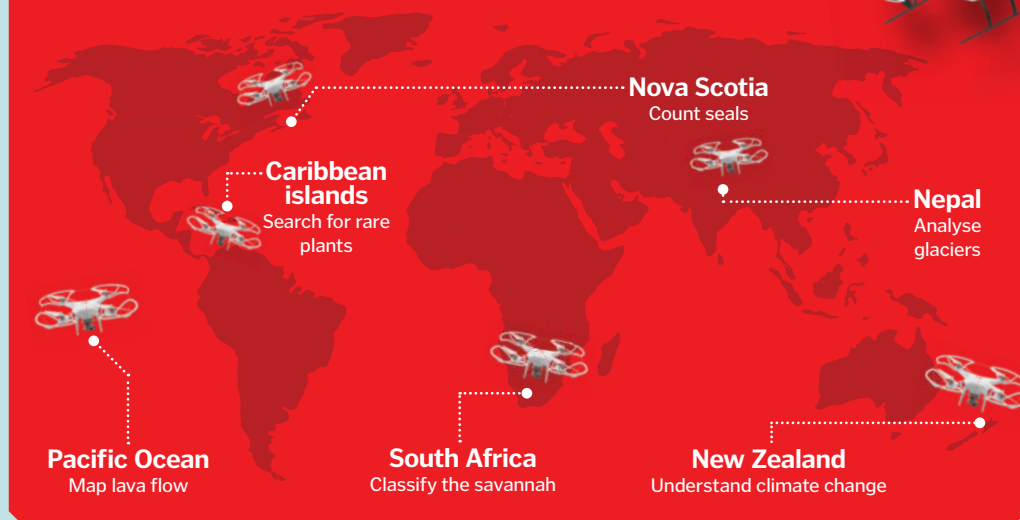 Nova Scotia
Count seals
Caribbean
islands
Search for rare
plants
Nepal
Analyse
glaciers
Pacific Ocean
Map lava flow
South Africa
Classify the savannah
New Zealand
Understand climate change